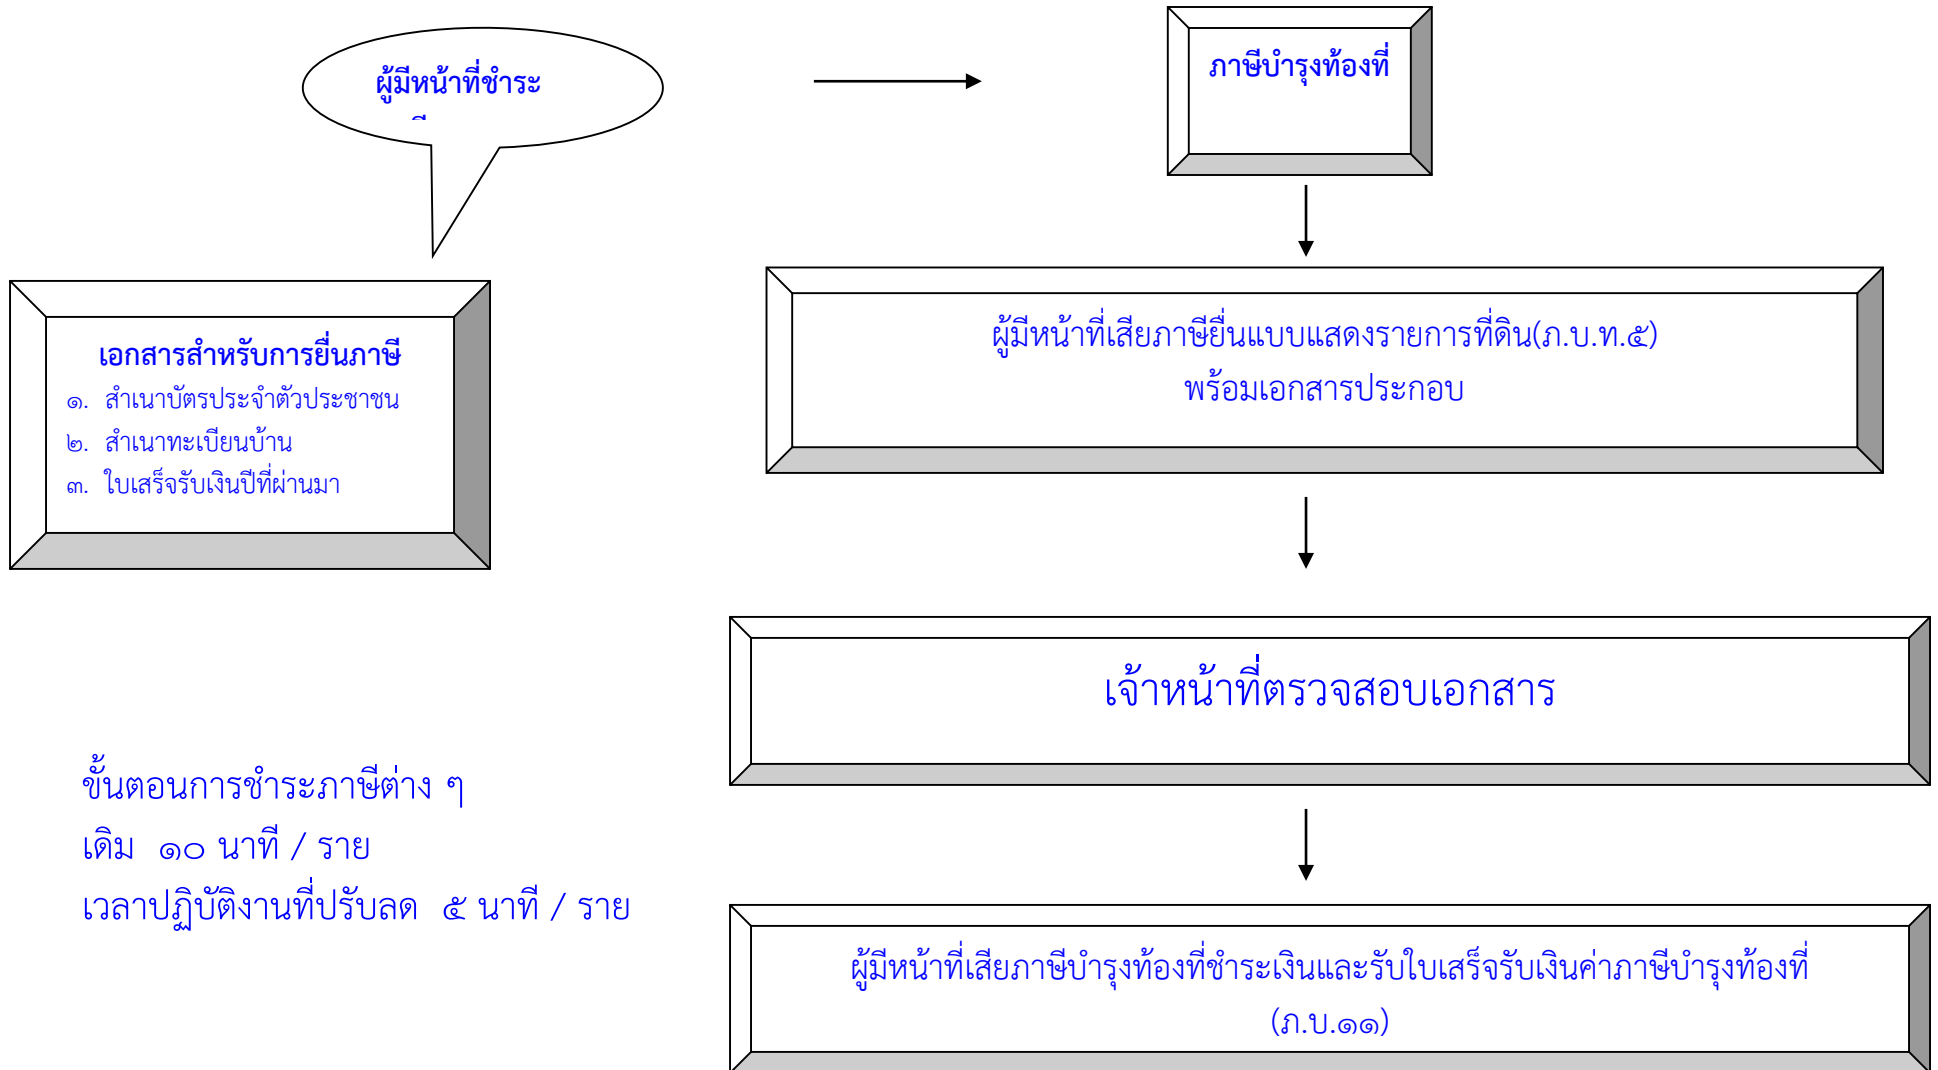 ผู้มีหน้าที่ชำระ
ภาษีบำรุงท้องที่
เอกสารสำหรับการยื่นภาษี
๑. สำเนาบัตรประจำตัวประชาชน
๒. สำเนาทะเบียนบ้าน
๓. ใบเสร็จรับเงินปีที่ผ่านมา
ผู้มีหน้าที่เสียภาษียื่นแบบแสดงรายการที่ดิน(ภ.บ.ท.๕)
พร้อมเอกสารประกอบ
เจ้าหน้าที่ตรวจสอบเอกสาร
ขั้นตอนการชำระภาษีต่าง ๆ
เดิม ๑๐ นาที / ราย
เวลาปฏิบัติงานที่ปรับลด ๕ นาที / ราย
ผู้มีหน้าที่เสียภาษีบำรุงท้องที่ชำระเงินและรับใบเสร็จรับเงินค่าภาษีบำรุงท้องที่
(ภ.บ.๑๑)